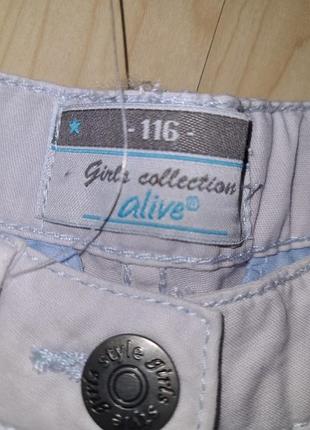 - 116 -
Girls collection
alive®
girls style girls style